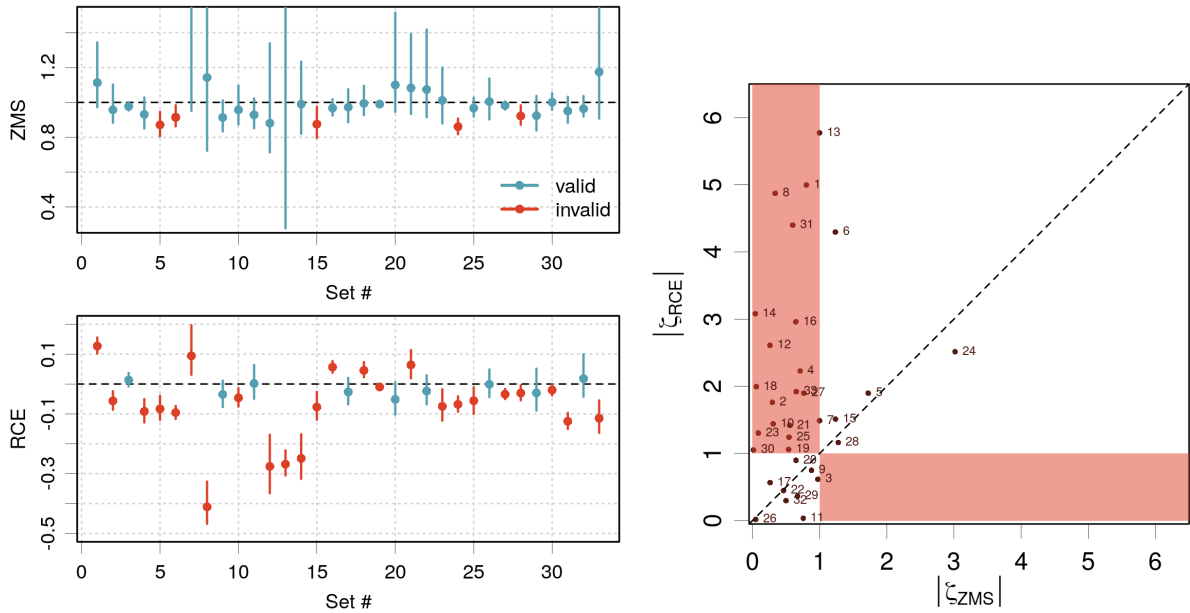 ZMS
0.4 0.8 1.2
valid
invalid
0 5 10 15 20 25 30
Set #
RCE
-0.5 -0.3 -0.1 0.1
0 5 10 15 20 25 30
Set #
|ζRCE|
0 1 2 3 4 5 6
13
1
8
31
6
14
16
12
24
4
18
33
27
5
2
10
21
7
15
23
25
28
30
19
20
9
17
3
22
29
32
26
11
0 1 2 3 4 5 6
|ζZMS|